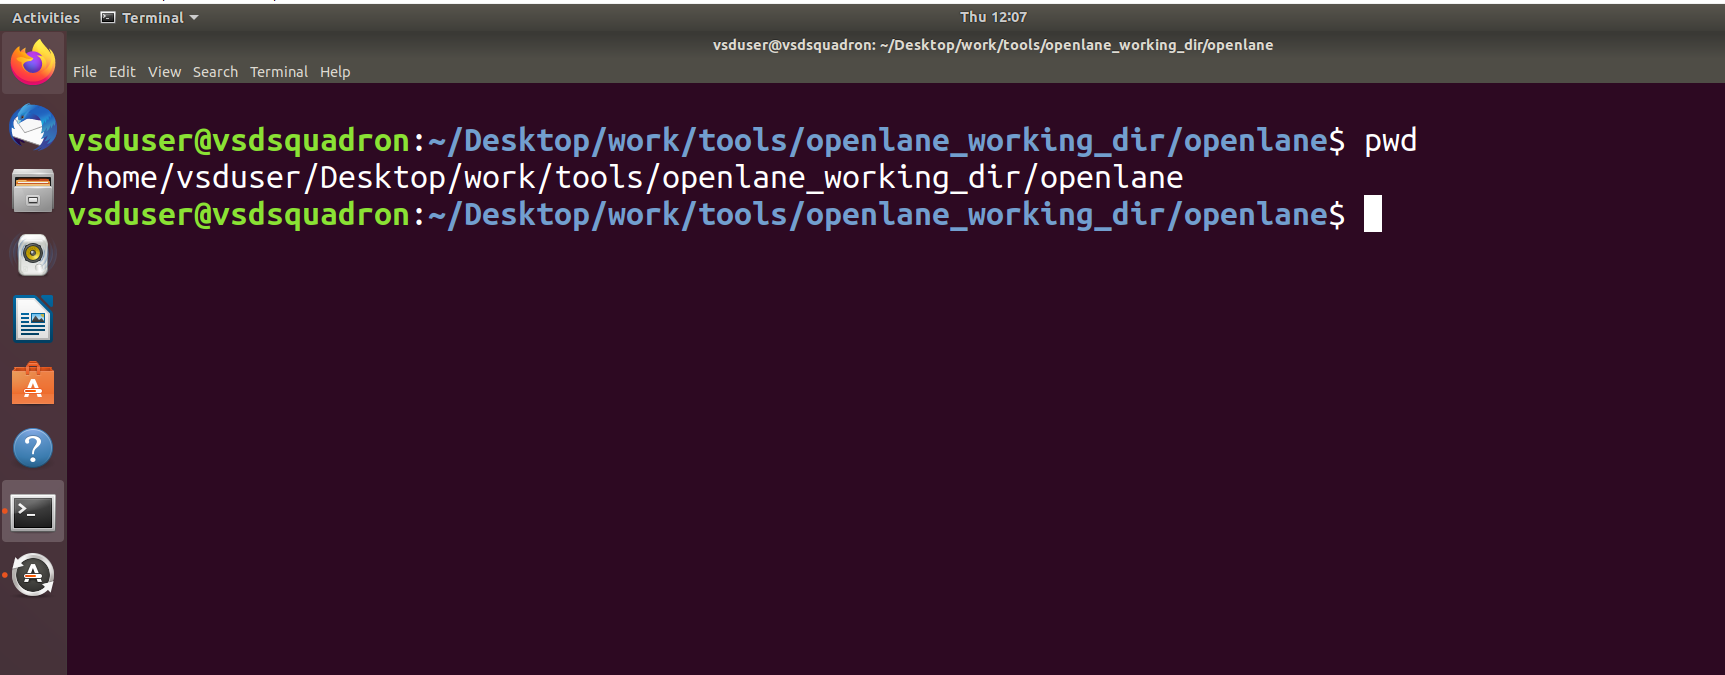 Activities Terminal Thu 12:07
vsduser@vsdsquadron: ~/Desktop/work/tools/openlane_working_dir/openlane
File Edit View Search Terminal Help
vsduser@vsdsquadron:~/Desktop/work/tools/openlane_working_dir/openlane$ pwd
/home/vsduser/Desktop/work/tools/openlane_working_dir/openlane
vsduser@vsdsquadron:~/Desktop/work/tools/openlane_working_dir/openlane$